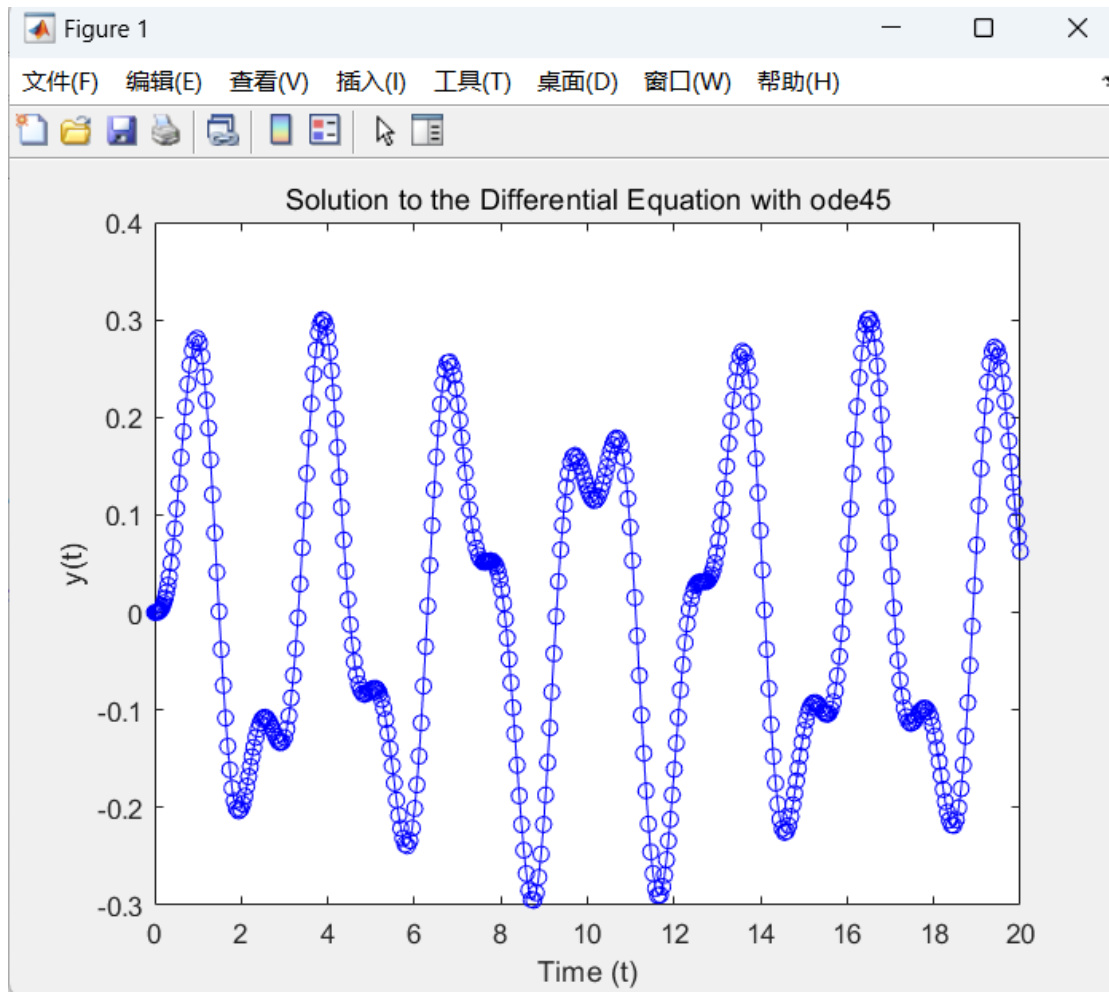 Figure 1
文件(F) 编辑(E) 查看(V) 插入(I) 工具(T) 桌面(D) 窗口(W) 帮助(H)
Solution to the Differential Equation with ode45
0.4
0.3
0.2
0.1
0
-0.1
-0.2
-0.3
y(t)
0 2 4 6 8 10 12 14 16 18 20
Time (t)